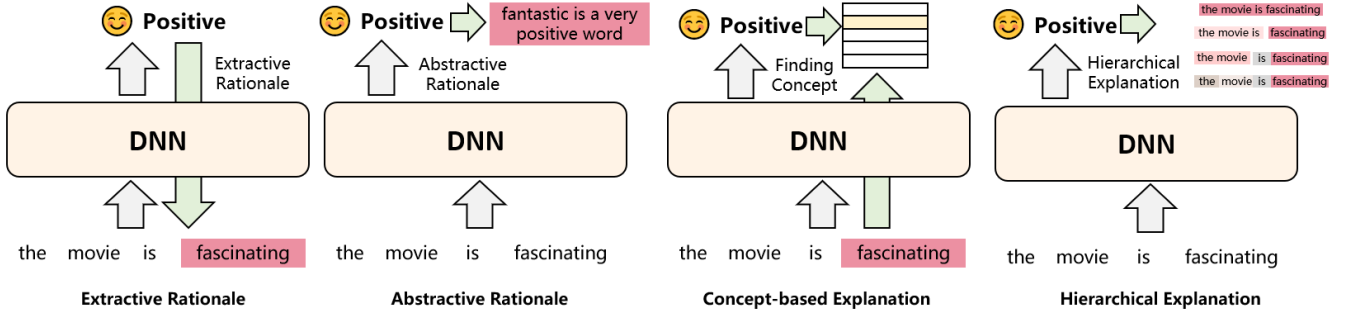 Positive
Extractive
Rationale
DNN
the movie is fascinating
Extractive Rationale
Positive
fantastic is a very
positive word
Abstractive
Rationale
DNN
the movie is fascinating
Abstractive Rationale
Positive
Finding
Concept
DNN
the movie is fascinating
Concept-based Explanation
Positive
the movie is fascinating
the movie is fascinating
the movie is fascinating
the movie is fascinating
Hierarchical
Explanation
DNN
the movie is fascinating
Hierarchical Explanation